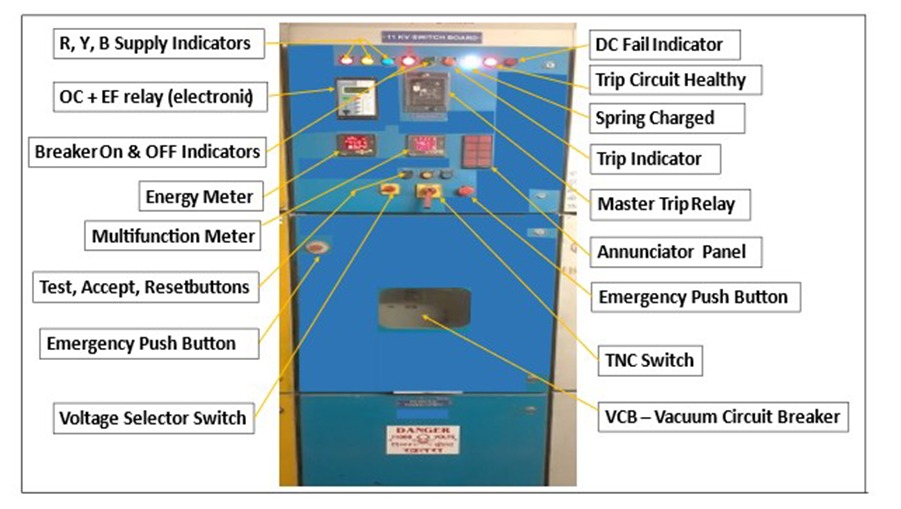 11 KV SWITCH BOARD
R, Y, B Supply Indicators
OC + EF relay (electronic)
Breaker On & OFF Indicators
Energy Meter
Multifunction Meter
Test, Accept, Resetbuttons
Emergency Push Button
Voltage Selector Switch
DC Fail Indicator
Trip Circuit Healthy
Spring Charged
Trip Indicator
Master Trip Relay
Annunciator Panel
Emergency Push Button
TNC Switch
VCB – Vacuum Circuit Breaker
DANGER
VOLTS